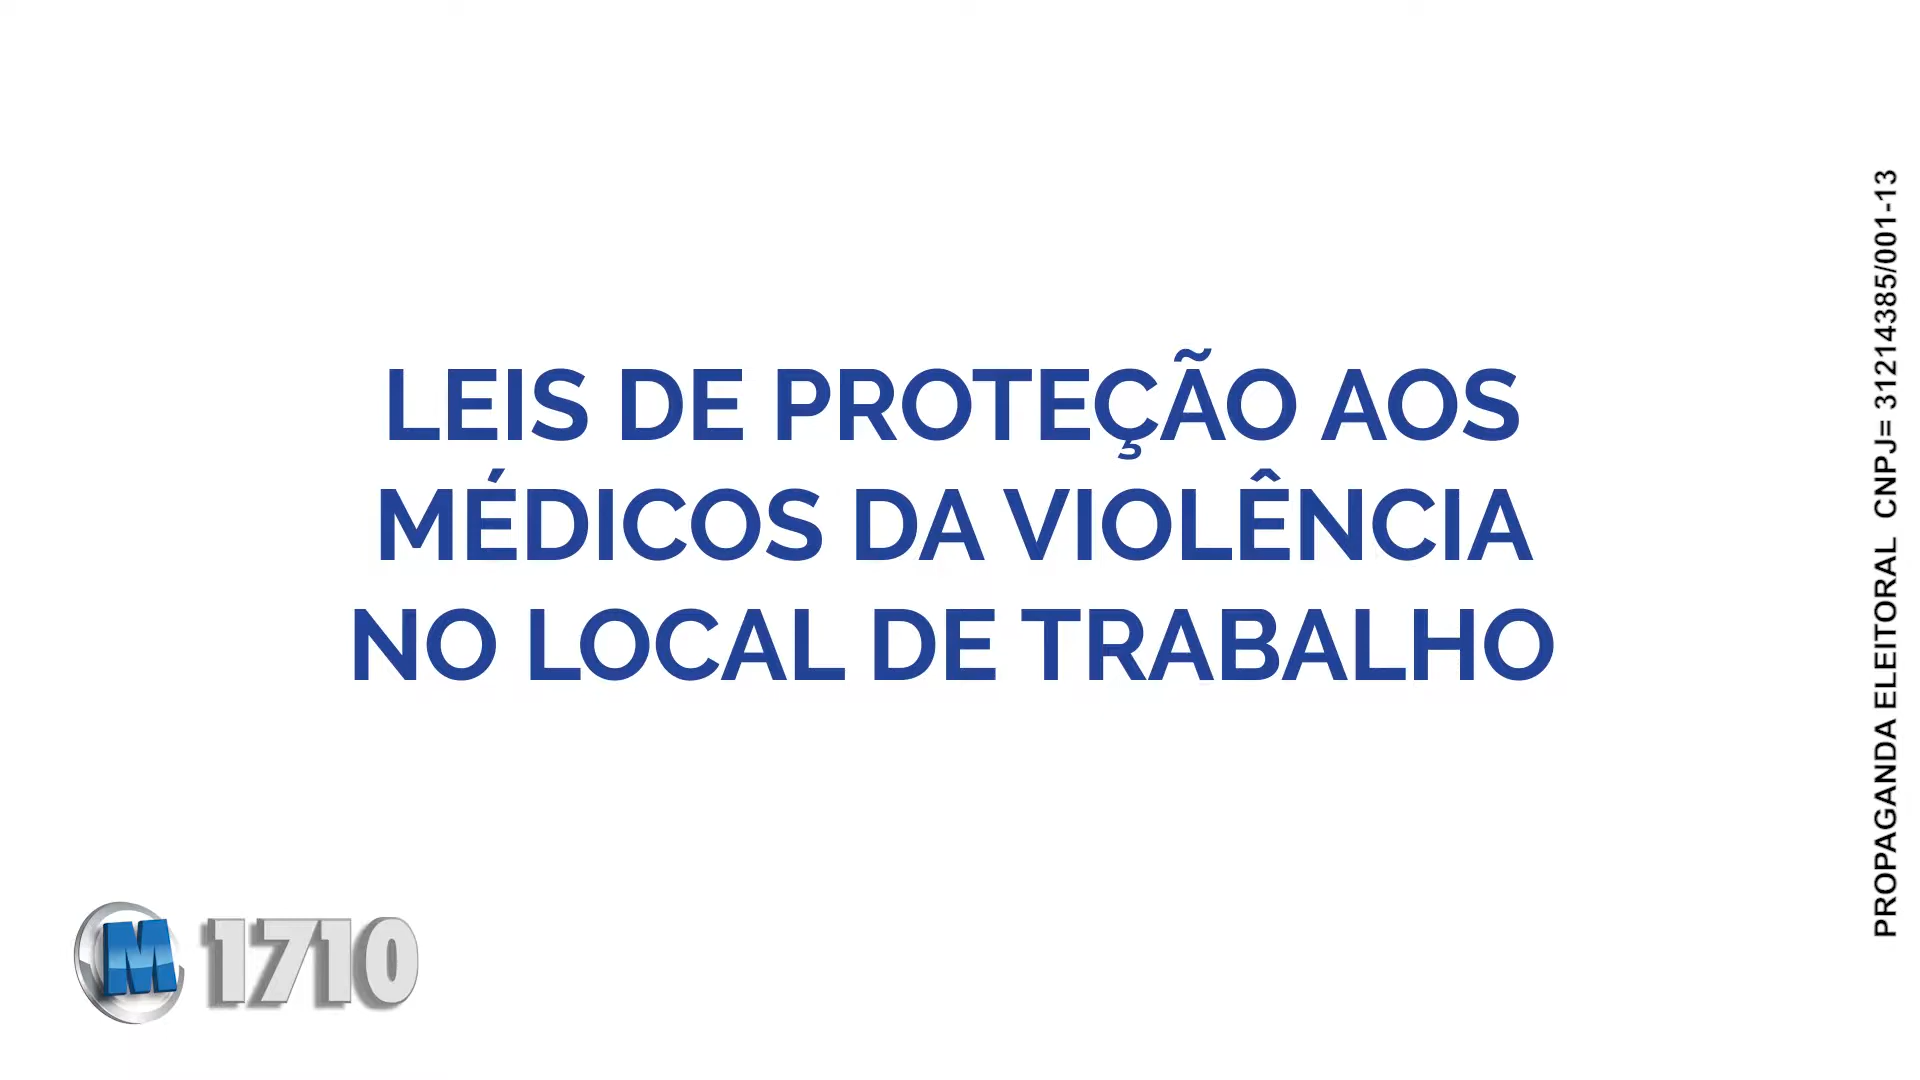 LEIS DE PROTEÇÃO AOS
MÉDICOS DA VIOLÊNCIA
NO LOCAL DE TRABALHO
M 1710
PROPAGANDA ELEITORAL CNPJ= 31214385/001-13